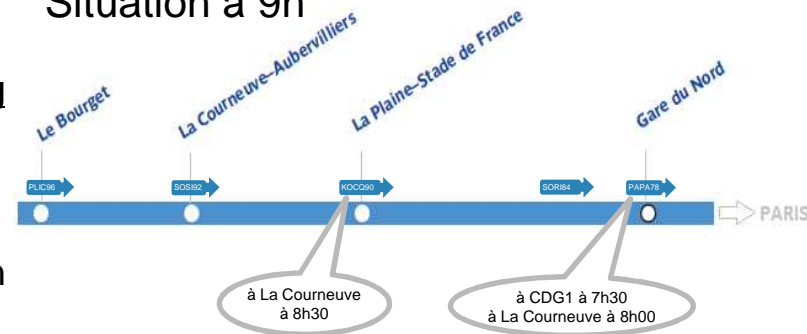 Situation à 9h
Le Bourget
La Courneuve–Aubervilliers
La Plaine–Stade de France
Gare du Nord
PLIC96
SOSI92
KOCQ90
SORI84
PAPA78
PARIS
à La Courneuve
à 8h30
à CDG1 à 7h30
à La Courneuve à 8h00